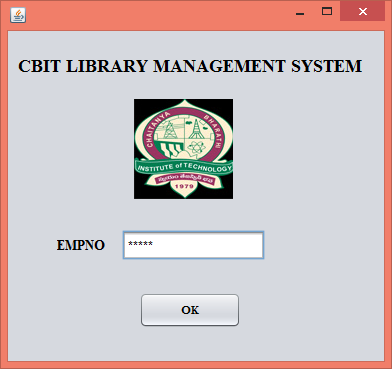 CBIT LIBRARY MANAGEMENT SYSTEM
CHAITANYA BHARATHI
INSTITUTE of TECHNOLOGY
1979
EMPNO *****
OK